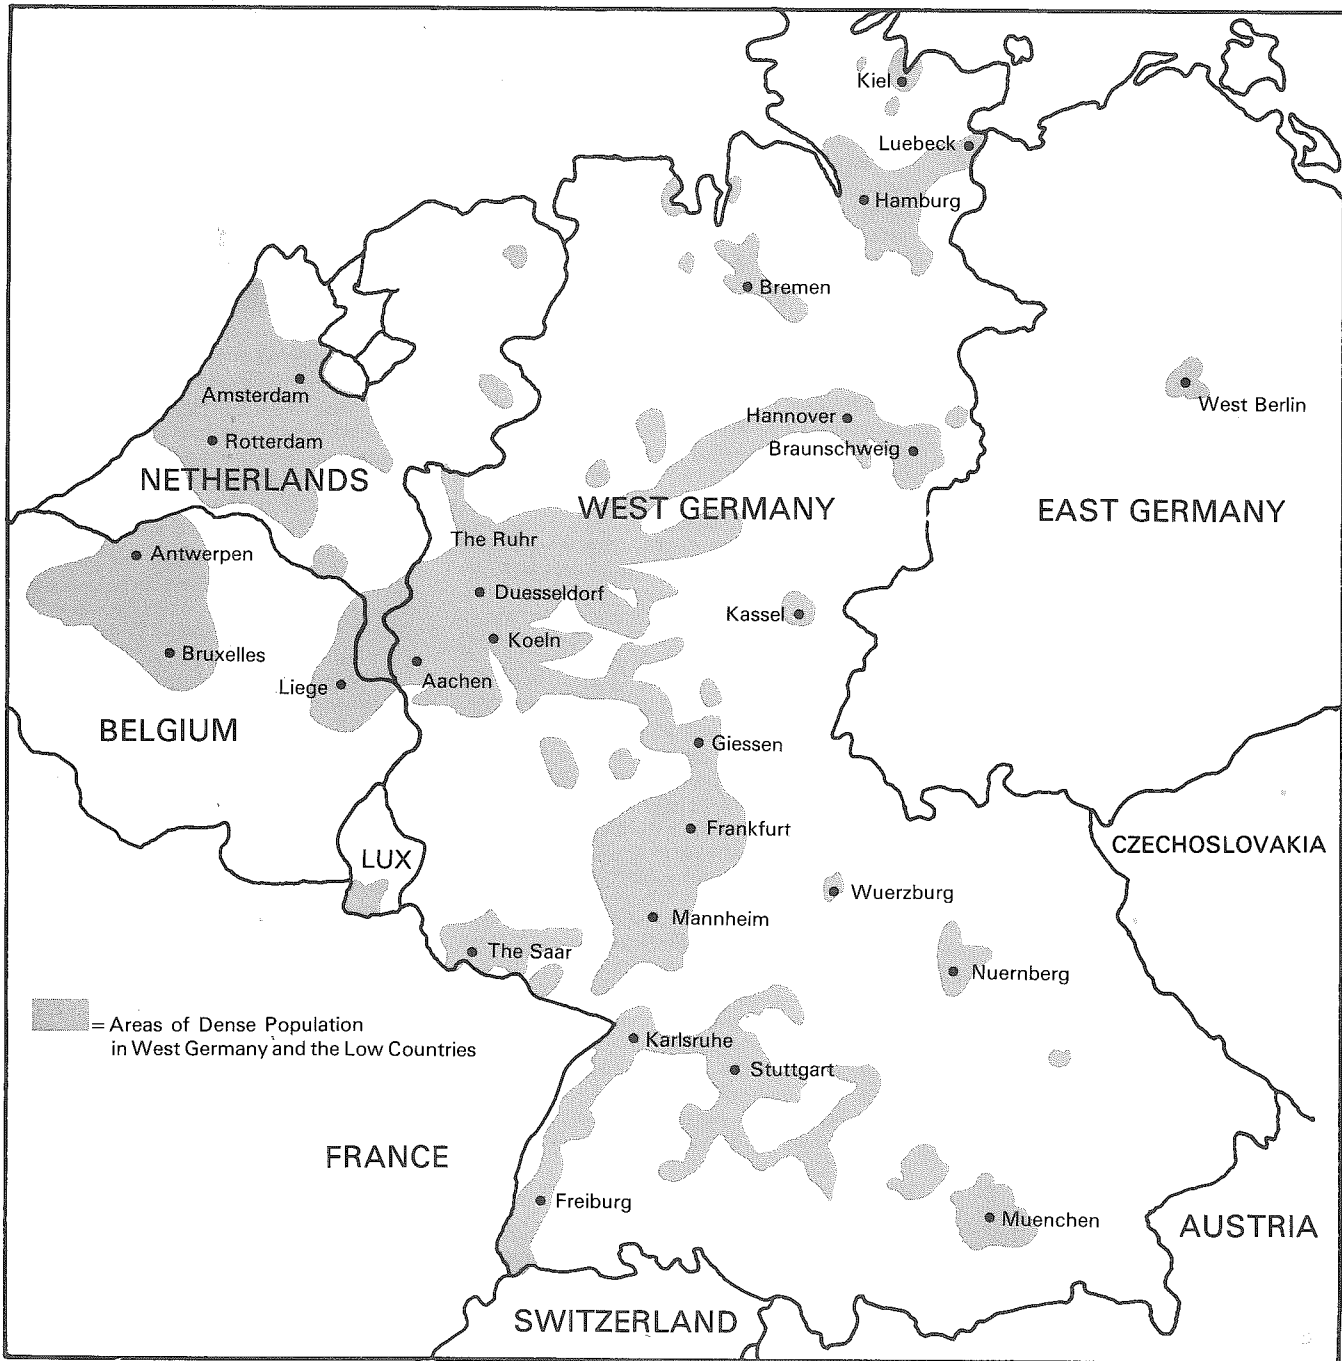 Kiel
Luebeck
Hamburg
Bremen
Amsterdam
West Berlin
Hannover
Rotterdam
Braunschweig
NETHERLANDS
WEST GERMANY
EAST GERMANY
The Ruhr
Antwerpen
Duesseldorf
Kassel
Koeln
Bruxelles
Aachen
Liege
BELGIUM
Giessen
Frankfurt
CZECHOSLOVAKIA
LUX
Wuerzburg
Mannheim
The Saar
Nuernberg
= Areas of Dense Population
in West Germany and the Low Countries
Karlsruhe
Stuttgart
FRANCE
Freiburg
Muenchen
AUSTRIA
SWITZERLAND